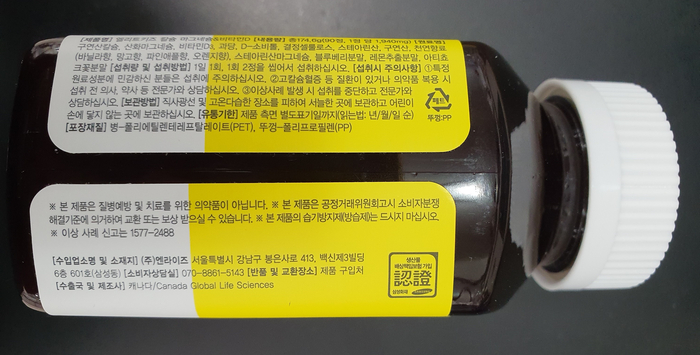 [제품명] 얼라트키즈 칼슘 마그네슘&비타민D [내용량] 총174.6g(90정, 1정 당 1,940mg) [원료명]
구연산칼슘, 산화마그네슘, 비타민D₃, 과당, D-소비톨, 결정셀룰로스, 스테아린산, 구연산, 천연향료
(바닐라향, 망고향, 파인애플향, 오렌지향), 스테아린산마그네슘, 블루베리분말, 레몬추출분말, 아티쵸
크꽃분말 [섭취량 및 섭취방법] 1일 1회, 1회 2정을 씹어서 섭취하십시오. [섭취시 주의사항] ①특정
원료성분에 민감하신 분들은 섭취에 주의하십시오. ②고칼슘혈증 등 질환이 있거나 의약품 복용 시
섭취 전 의사, 약사 등 전문가와 상담하십시오. ③이상사례 발생 시 섭취를 중단하고 전문가와
상담하십시오. [보관방법] 직사광선 및 고온다습한 장소를 피하여 서늘한 곳에 보관하고 어린이
손에 닿지 않는 곳에 보관하십시오. [유통기한] 제품 측면 별도표기일까지(읽는법: 년/월/일 순)
[포장재질] 병-폴리에틸렌테레프탈레이트(PET), 뚜껑-폴리프로필렌(PP)
페트
뚜껑:PP
※ 본 제품은 질병예방 및 치료를 위한 의약품이 아닙니다. ※ 본 제품은 공정거래위원회고시 소비자분쟁
해결기준에 의거하여 교환 또는 보상 받으실 수 있습니다. ※ 본 제품의 습기방지제(방습제)는 드시지 마십시오.
※ 이상 사례 신고는 1577-2488
[수입업소명 및 소재지] (주)엔라이즈 서울특별시 강남구 봉은사로 413, 백신제3빌딩
6층 601호(삼성동) [소비자상담실] 070-8861-5143 [반품 및 교환장소] 제품 구입처
[수출국 및 제조사] 캐나다/Canada Global Life Sciences
생산물
배상책임보험 가입
認證
삼성화재 SAMSUNG